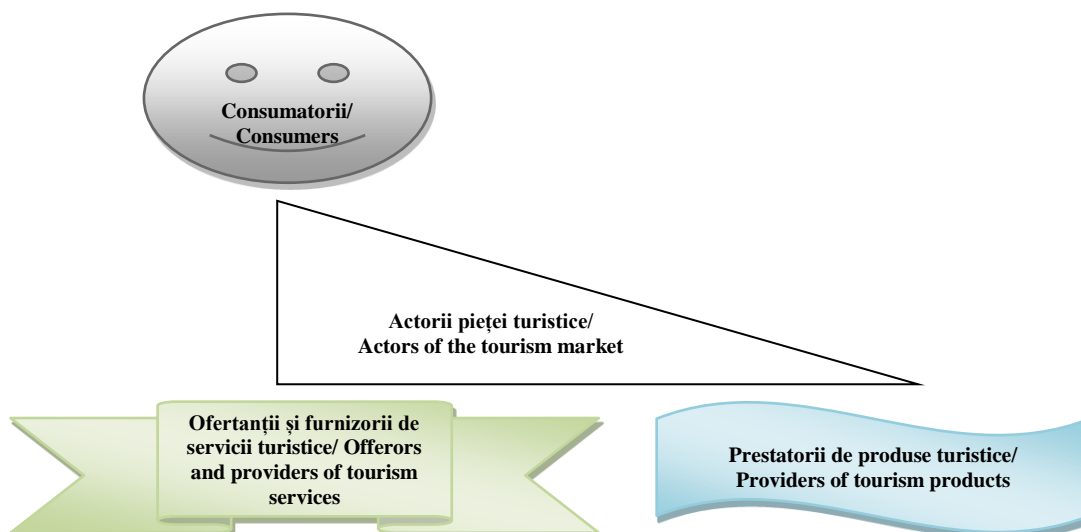 Consumatorii/
Consumers
Actorii pieței turistice/
Actors of the tourism market
Ofertanții și furnizorii de
servicii turistice/ Offerors
and providers of tourism
services
Prestatorii de produse turistice/
Providers of tourism products